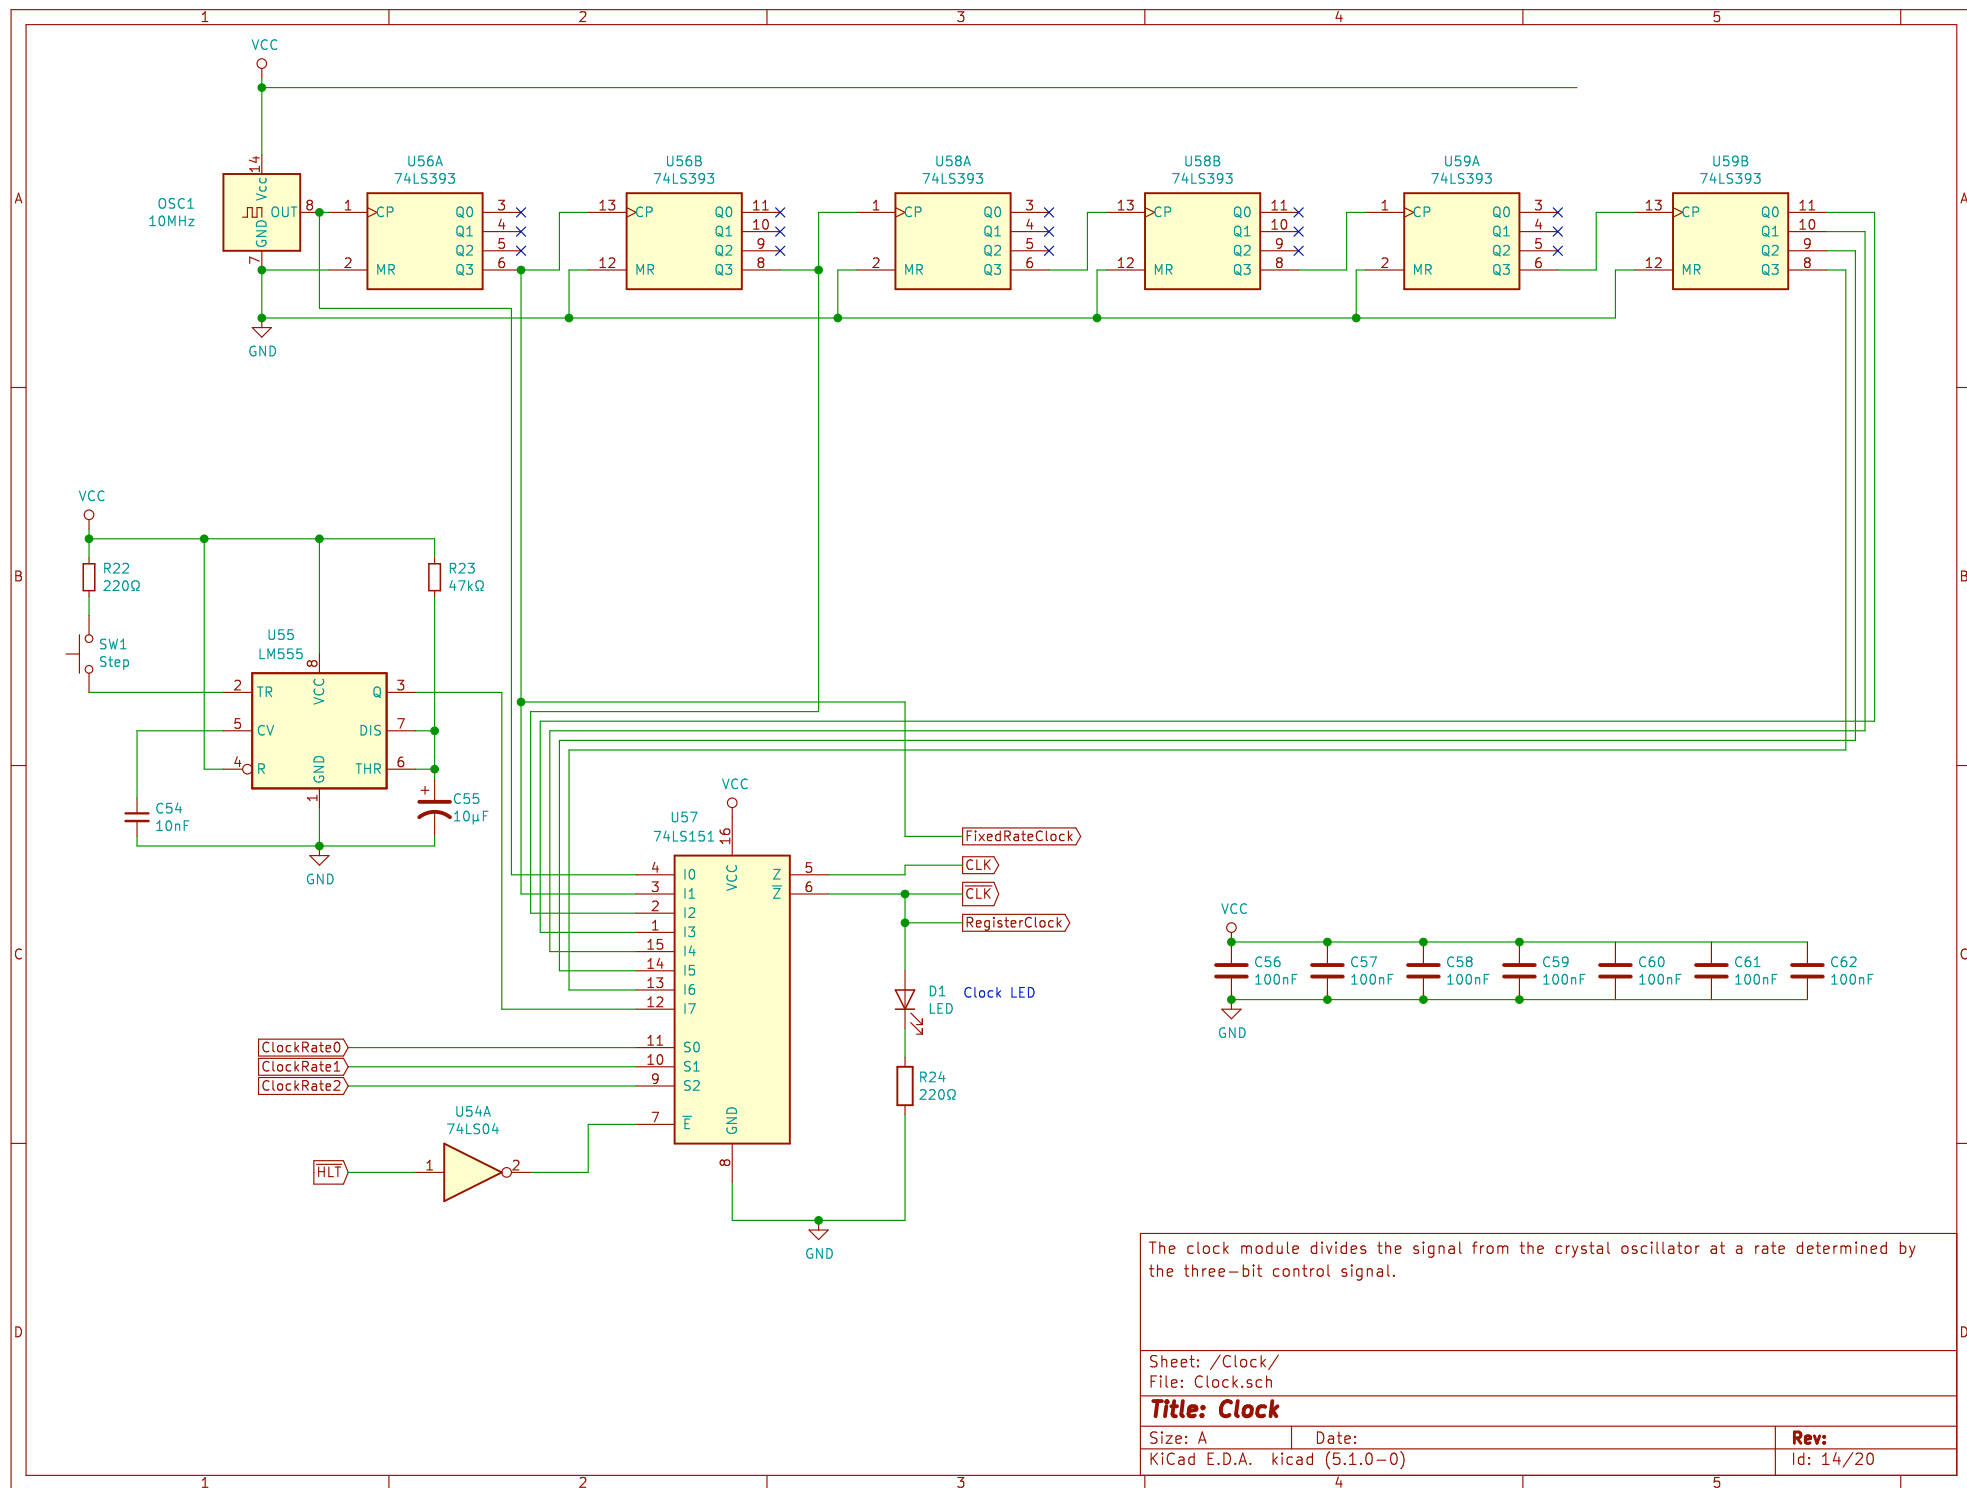 1 2 3 4 5
VCC
U56A
74LS393
U56B
74LS393
U58A
74LS393
U58B
74LS393
U59A
74LS393
U59B
74LS393
A A
OSC1
10MHz
14
Vcc
OUT 8
GND
7
1 CP Q0 3
Q1 4
Q2 5
2 MR Q3 6
13 CP Q0 11
Q1 10
Q2 9
12 MR Q3 8
1 CP Q0 3
Q1 4
Q2 5
2 MR Q3 6
13 CP Q0 11
Q1 10
Q2 9
12 MR Q3 8
1 CP Q0 3
Q1 4
Q2 5
2 MR Q3 6
13 CP Q0 11
Q1 10
Q2 9
12 MR Q3 8
GND
VCC
B B
R22
220Ω
R23
47kΩ
SW1
Step
U55
LM555
8
VCC
2 TR Q 3
5 CV DIS 7
4 R THR 6
GND
1
C54
10nF
+
C55
10µF
GND
VCC
U57
74LS151
16
VCC
4 I0 Z 5
3 I1 Z 6
2 I2
1 I3
15 I4
14 I5
13 I6
12 I7
11 S0
10 S1
9 S2
7 E
GND
8
FixedRateClock
CLK
CLK
RegisterClock
C C
D1
LED
Clock LED
R24
220Ω
ClockRate0
ClockRate1
ClockRate2
U54A
74LS04
HLT 1 2
GND
VCC
C56
100nF
C57
100nF
C58
100nF
C59
100nF
C60
100nF
C61
100nF
C62
100nF
GND
The clock module divides the signal from the crystal oscillator at a rate determined by
the three-bit control signal.
D D
Sheet: /Clock/
File: Clock.sch
Title: Clock
Size: A Date: Rev:
KiCad E.D.A. kicad (5.1.0-0) Id: 14/20
1 2 3 4 5